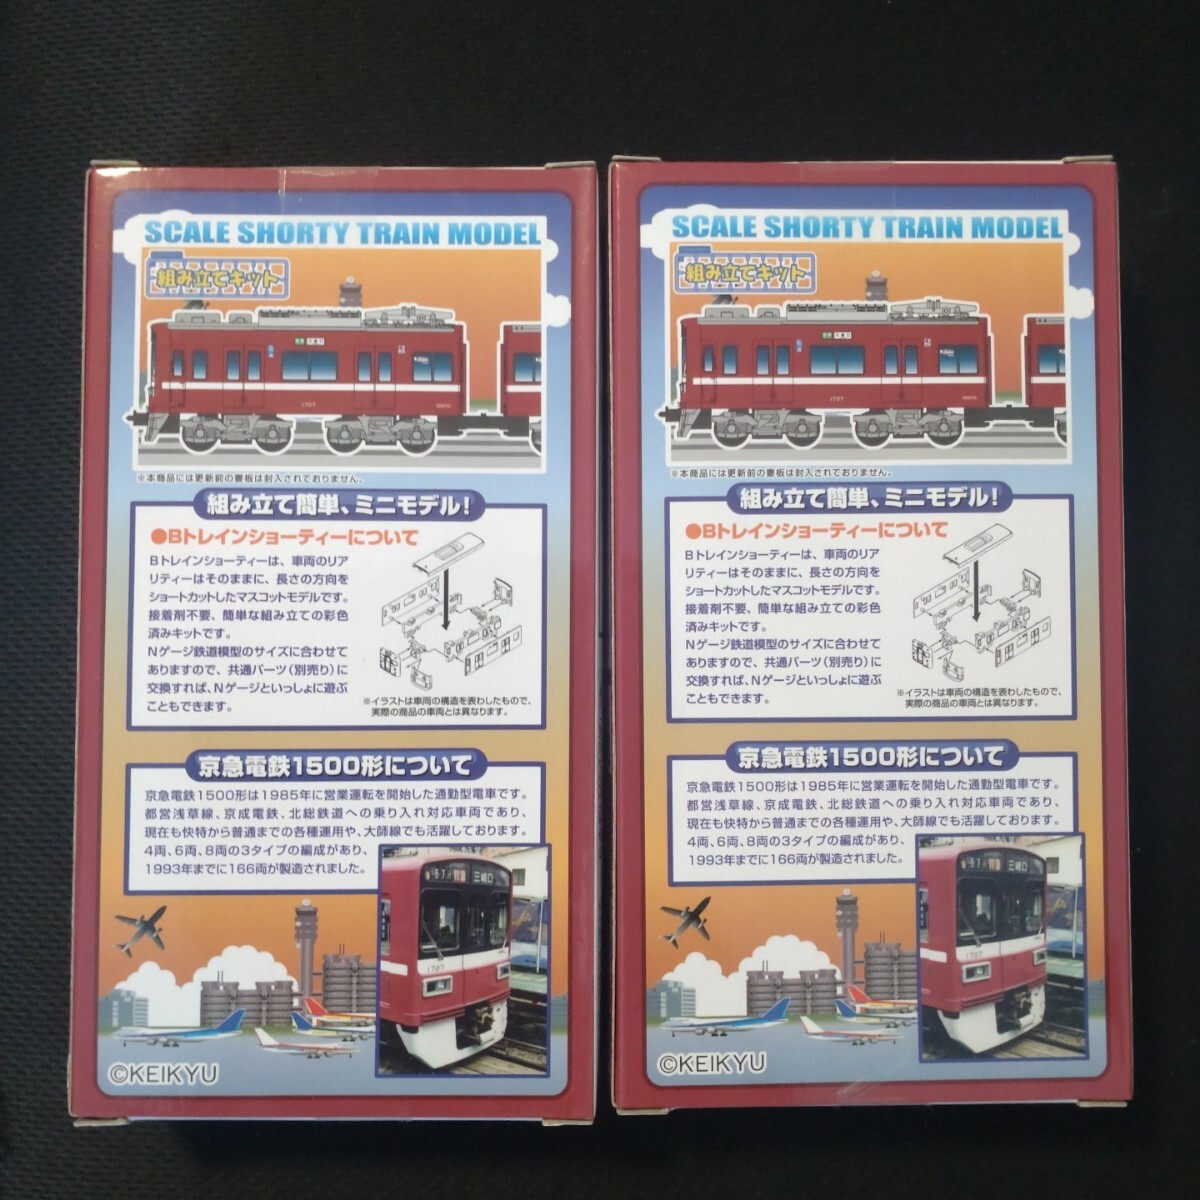 SCALE SHORTY TRAIN MODEL
組み立てキット
1707
※本商品には更新前の妻板は封入されておりません。
組み立て簡単、ミニモデル!
●Bトレインショーティーについて
Bトレインショーティーは、車両のリア
リティーはそのままに、長さの方向を
ショートカットしたマスコットモデルです。
接着剤不要、簡単な組み立ての彩色
済みキットです。
Nゲージ鉄道模型のサイズに合わせて
ありますので、共通パーツ(別売り)に
交換すれば、Nゲージといっしょに遊ぶ
こともできます。
※イラストは車両の構造を表わしたもので、
実際の商品の車両とは異なります。
京急電鉄1500形について
京急電鉄1500形は1985年に営業運転を開始した通勤型電車です。
都営浅草線、京成電鉄、北総鉄道への乗り入れ対応車両であり、
現在も快特から普通までの各種運用や、大師線でも活躍しております。
4両、6両、8両の3タイプの編成があり、
1993年までに166両が製造されました。
57 特急 三崎口
1707
©KEIKYU
SCALE SHORTY TRAIN MODEL
組み立てキット
1707
※本商品には更新前の妻板は封入されておりません。
組み立て簡単、ミニモデル!
●Bトレインショーティーについて
Bトレインショーティーは、車両のリア
リティーはそのままに、長さの方向を
ショートカットしたマスコットモデルです。
接着剤不要、簡単な組み立ての彩色
済みキットです。
Nゲージ鉄道模型のサイズに合わせて
ありますので、共通パーツ(別売り)に
交換すれば、Nゲージといっしょに遊ぶ
こともできます。
※イラストは車両の構造を表わしたもので、
実際の商品の車両とは異なります。
京急電鉄1500形について
京急電鉄1500形は1985年に営業運転を開始した通勤型電車です。
都営浅草線、京成電鉄、北総鉄道への乗り入れ対応車両であり、
現在も快特から普通までの各種運用や、大師線でも活躍しております。
4両、6両、8両の3タイプの編成があり、
1993年までに166両が製造されました。
57 特急 三崎口
1707
©KEIKYU